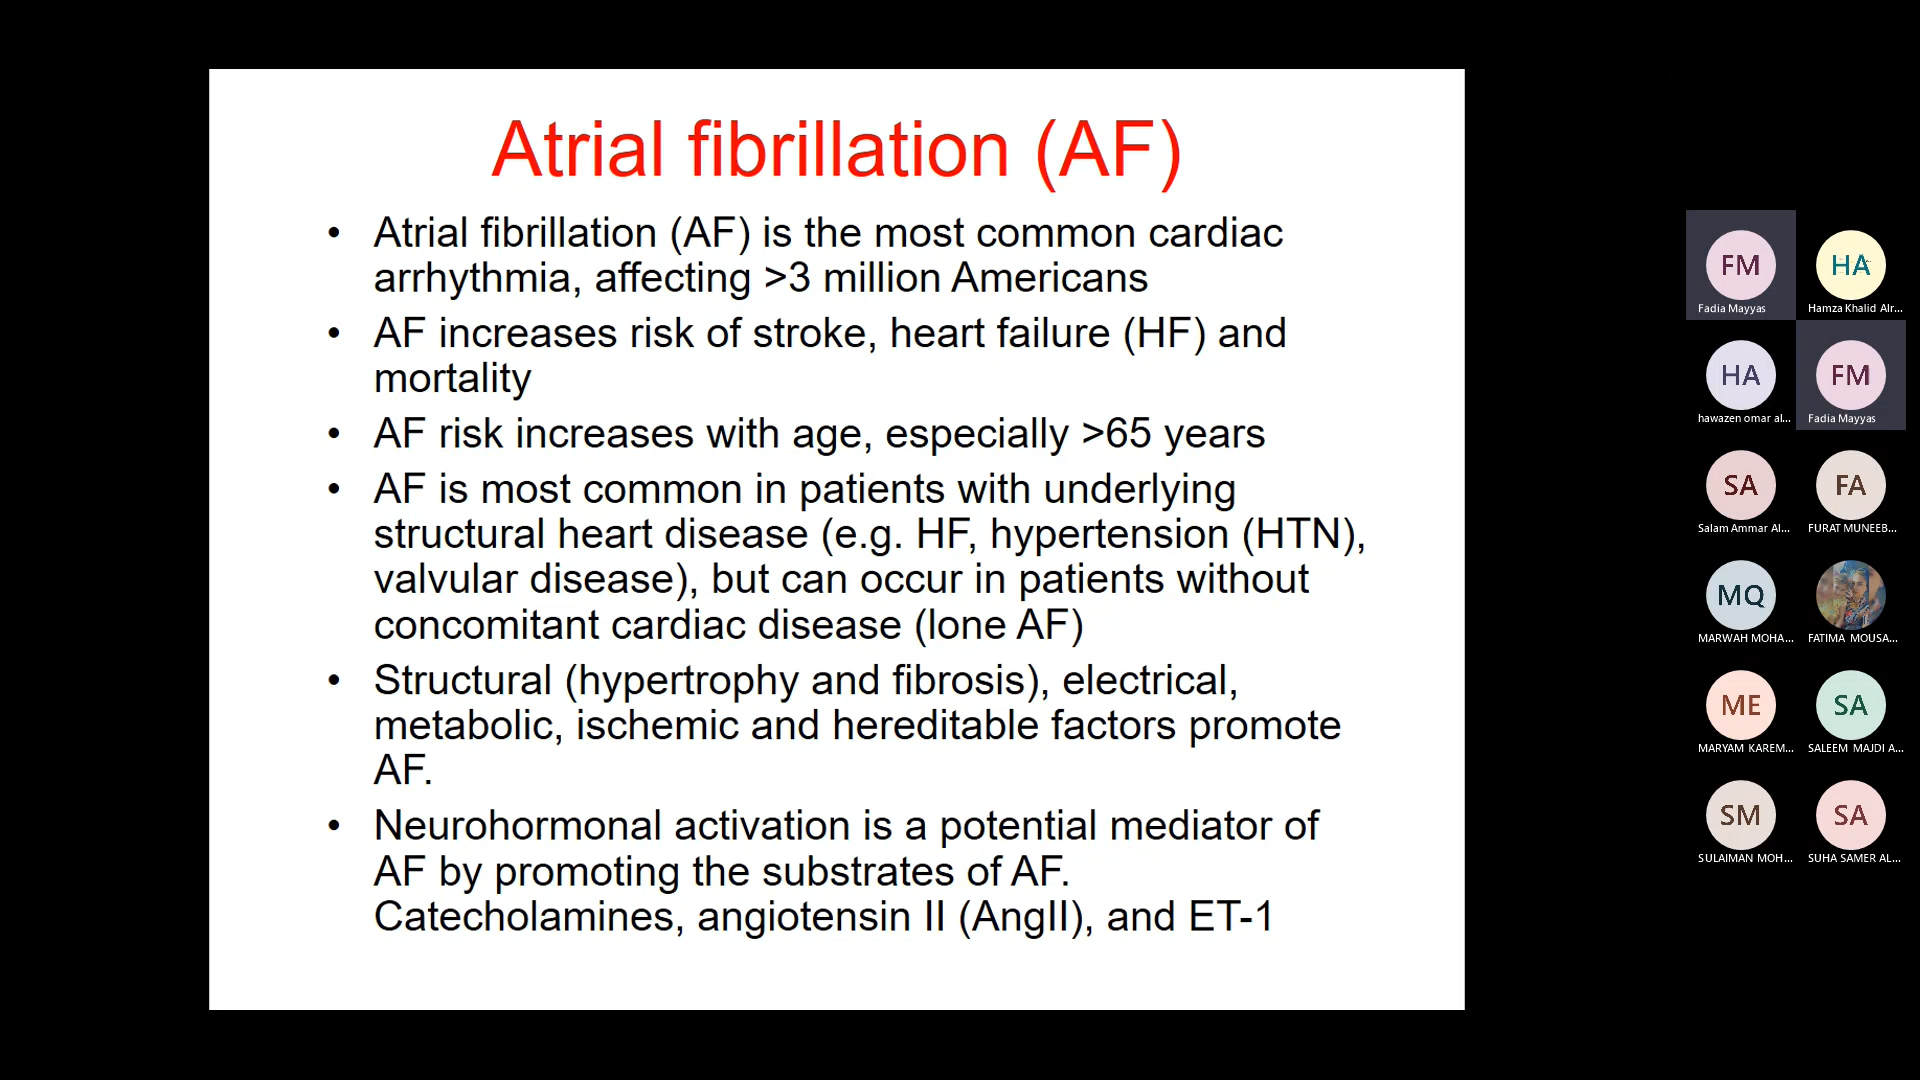 Atrial fibrillation (AF)
• Atrial fibrillation (AF) is the most common cardiac
arrhythmia, affecting >3 million Americans
• AF increases risk of stroke, heart failure (HF) and
mortality
• AF risk increases with age, especially >65 years
• AF is most common in patients with underlying
structural heart disease (e.g. HF, hypertension (HTN),
valvular disease), but can occur in patients without
concomitant cardiac disease (lone AF)
• Structural (hypertrophy and fibrosis), electrical,
metabolic, ischemic and hereditable factors promote
AF.
• Neurohormonal activation is a potential mediator of
AF by promoting the substrates of AF.
Catecholamines, angiotensin II (AngII), and ET-1
FM
Fadia Mayyas
HA
Hamza Khalid Alr...
HA
hawazen omar al...
FM
Fadia Mayyas
SA
Salam Ammar Al...
FA
FURAT MUNEEB...
MQ
MARWAH MOHA...
FATIMA MOUSA...
ME
MARYAM KAREM...
SA
SALEEM MAJDI A...
SM
SULAIMAN MOH...
SA
SUHA SAMER AL...